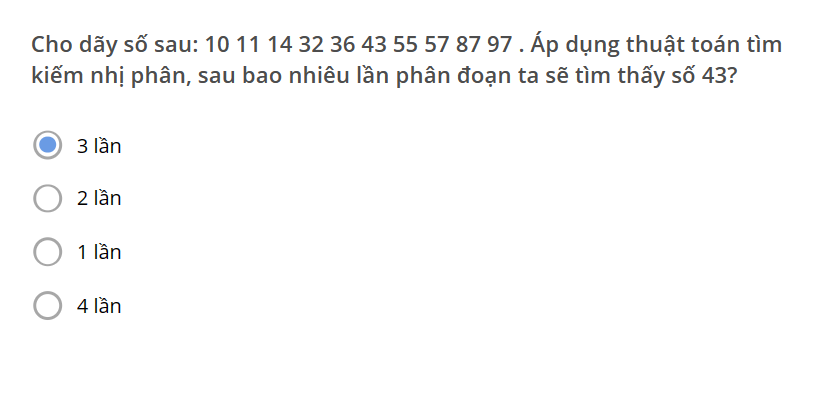 Cho dãy số sau: 10 11 14 32 36 43 55 57 87 97 . Áp dụng thuật toán tìm
kiếm nhị phân, sau bao nhiêu lần phân đoạn ta sẽ tìm thấy số 43?
3 lần
2 lần
1 lần
4 lần